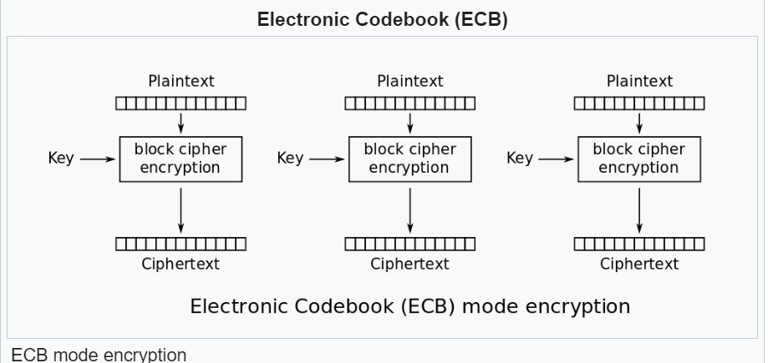 Electronic Codebook (ECB)
Plaintext Plaintext Plaintext
Key block cipher encryption Key block cipher encryption Key block cipher encryption
Ciphertext Ciphertext Ciphertext
Electronic Codebook (ECB) mode encryption
ECB mode encryption